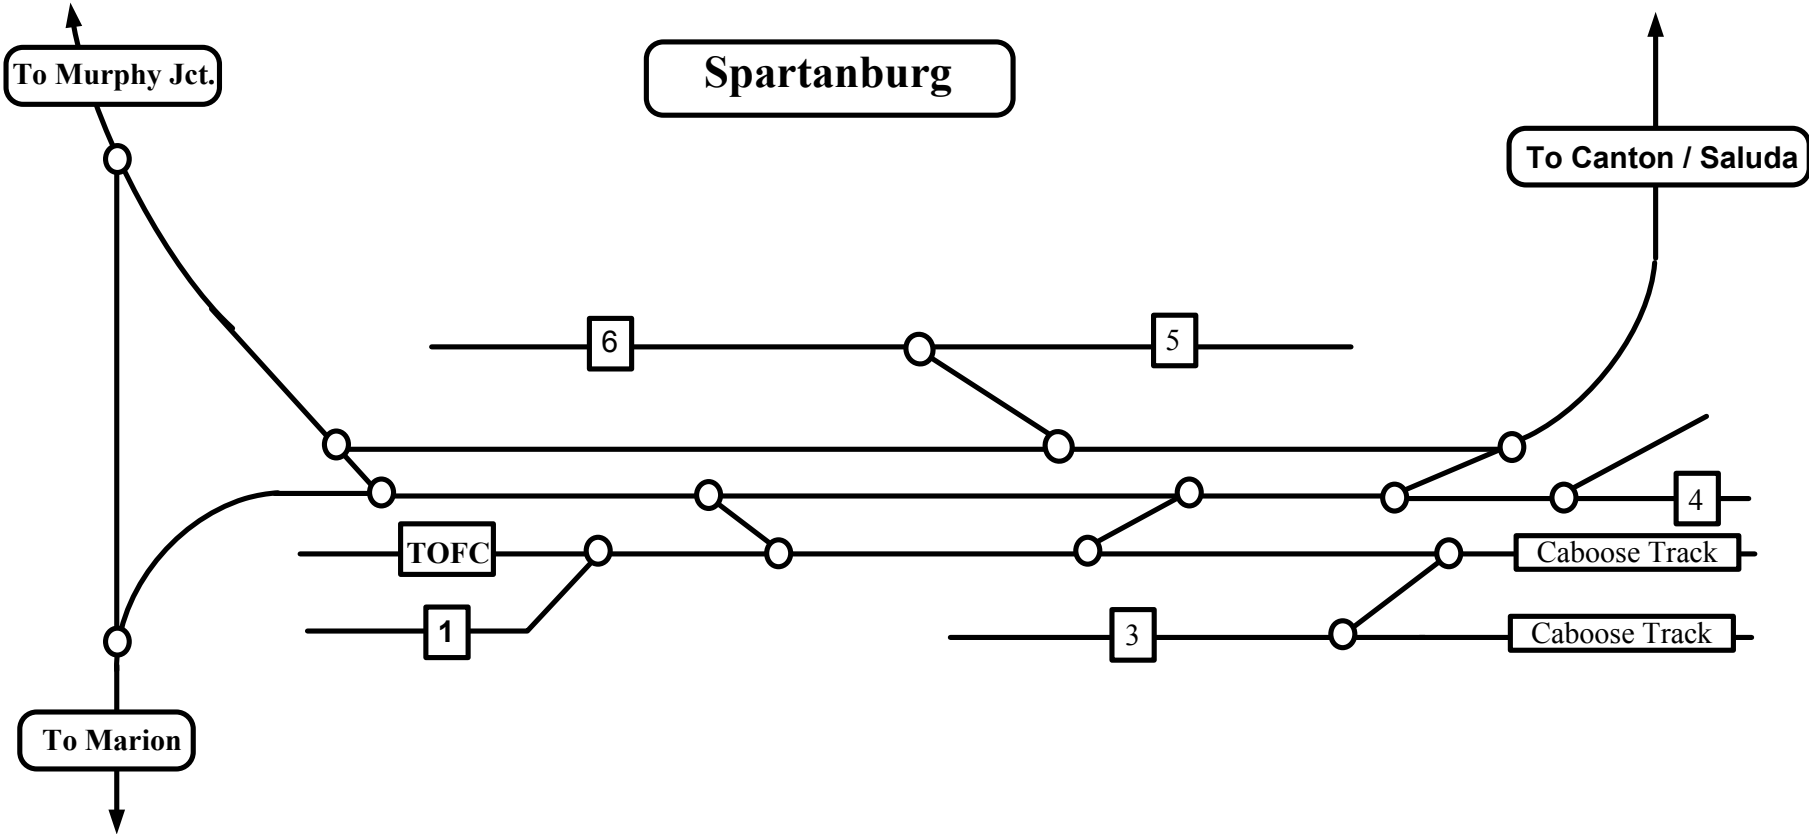 To Murphy Jct.
Spartanburg
To Canton / Saluda
6
5
4
TOFC
Caboose Track
1
3
Caboose Track
To Marion